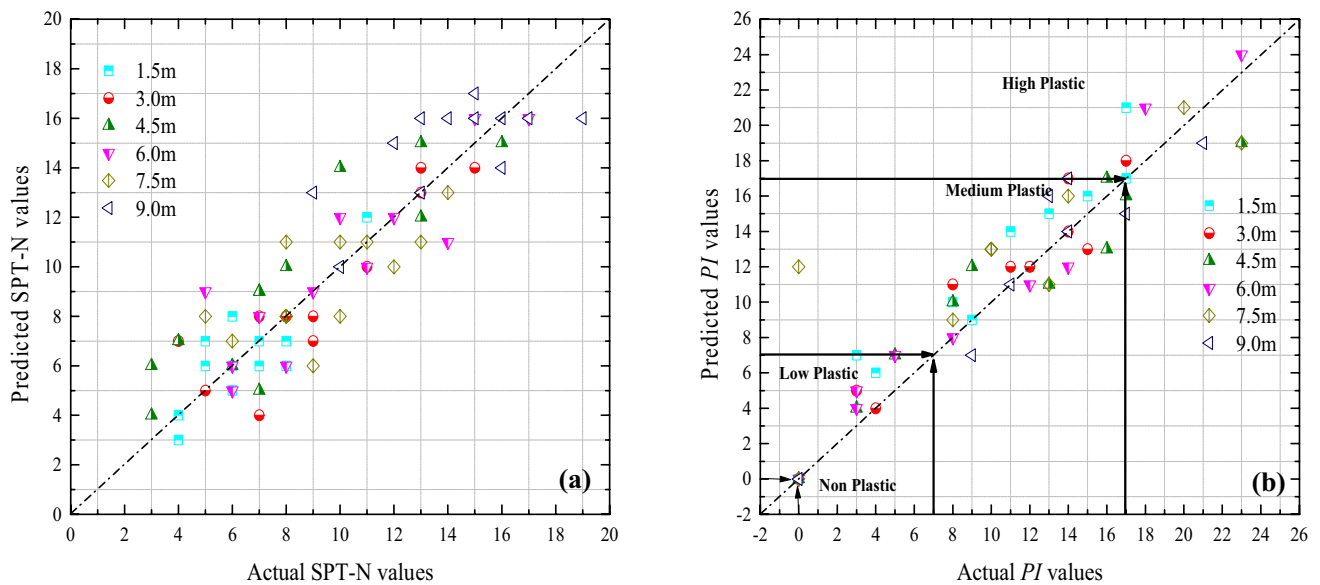 20
18
16
14
12
10
8
6
4
2
0
Predicted SPT-N values
1.5m
3.0m
4.5m
6.0m
7.5m
9.0m
(a)
0 2 4 6 8 10 12 14 16 18 20
Actual SPT-N values
26
24
22
20
18
16
14
12
10
8
6
4
2
0
-2
Predicted PI values
High Plastic
Medium Plastic
Low Plastic
Non Plastic
1.5m
3.0m
4.5m
6.0m
7.5m
9.0m
(b)
-2 0 2 4 6 8 10 12 14 16 18 20 22 24 26
Actual PI values